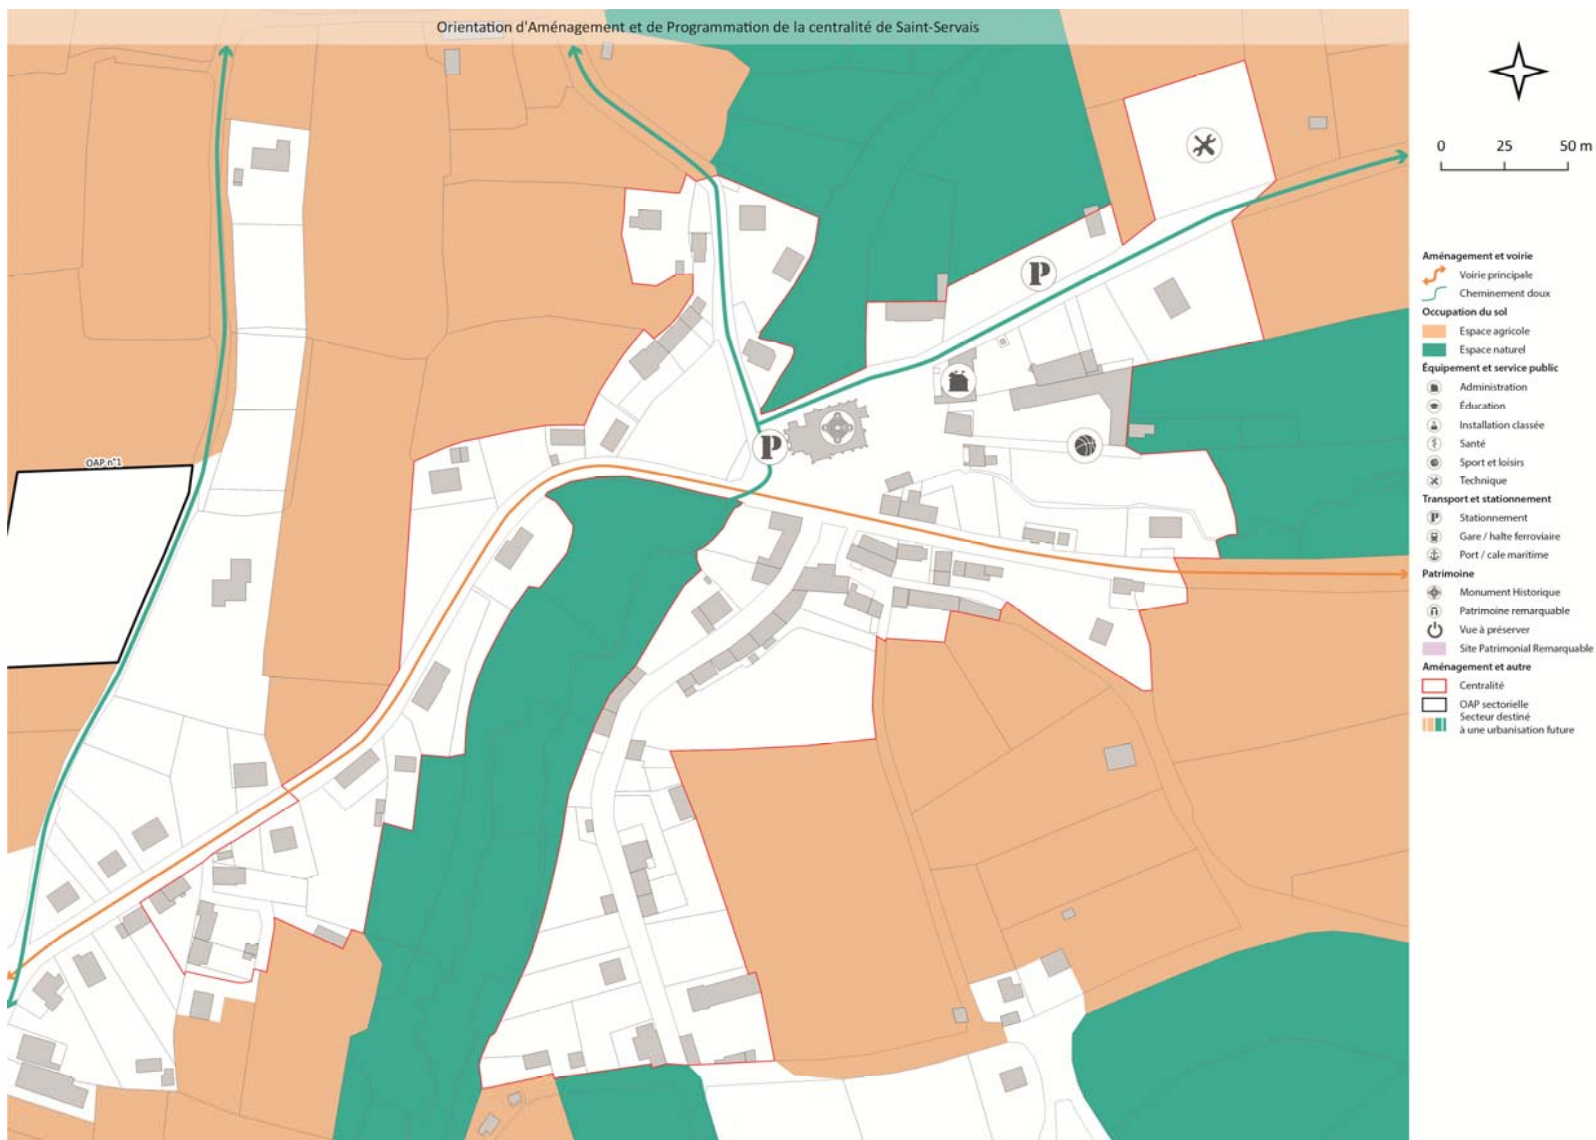 Orientation d'Aménagement et de Programmation de la centralité de Saint-Servais
0 25 50 m
Aménagement et voirie
Voirie principale
Cheminement doux
Occupation du sol
Espace agricole
Espace naturel
Équipement et service public
Administration
Éducation
Installation classée
Santé
Sport et loisirs
Technique
Transport et stationnement
P Stationnement
Gare / halte ferroviaire
Port / cale maritime
Patrimoine
Monument Historique
Patrimoine remarquable
Vue à préserver
Site Patrimonial Remarquable
Aménagement et autre
Centralité
OAP sectorielle
Secteur destiné
à une urbanisation future
P
P
OAP n°1